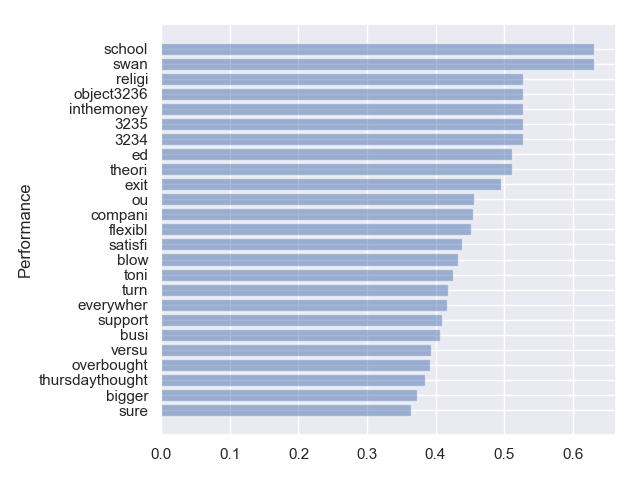 school
swan
religi
object3236
inthemoney
3235
3234
ed
theori
exit
ou
compani
flexibl
satisfi
blow
toni
turn
everywher
support
busi
versu
overbought
thursdaythought
bigger
sure
Performance
0.0 0.1 0.2 0.3 0.4 0.5 0.6